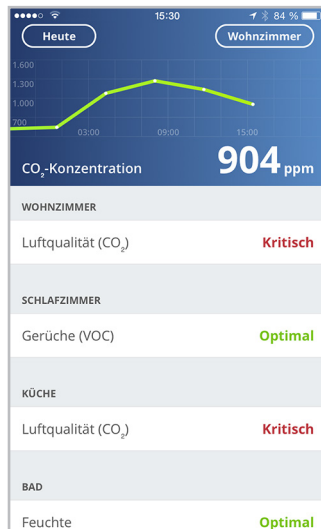 15:30 84 %
Heute Wohnzimmer
1.600
1.300
1.000
700
03:00 09:00 15:00
CO2-Konzentration 904 ppm
WOHNZIMMER
Luftqualität (CO2) Kritisch
SCHLAFZIMMER
Gerüche (VOC) Optimal
KÜCHE
Luftqualität (CO2) Kritisch
BAD
Feuchte Optimal